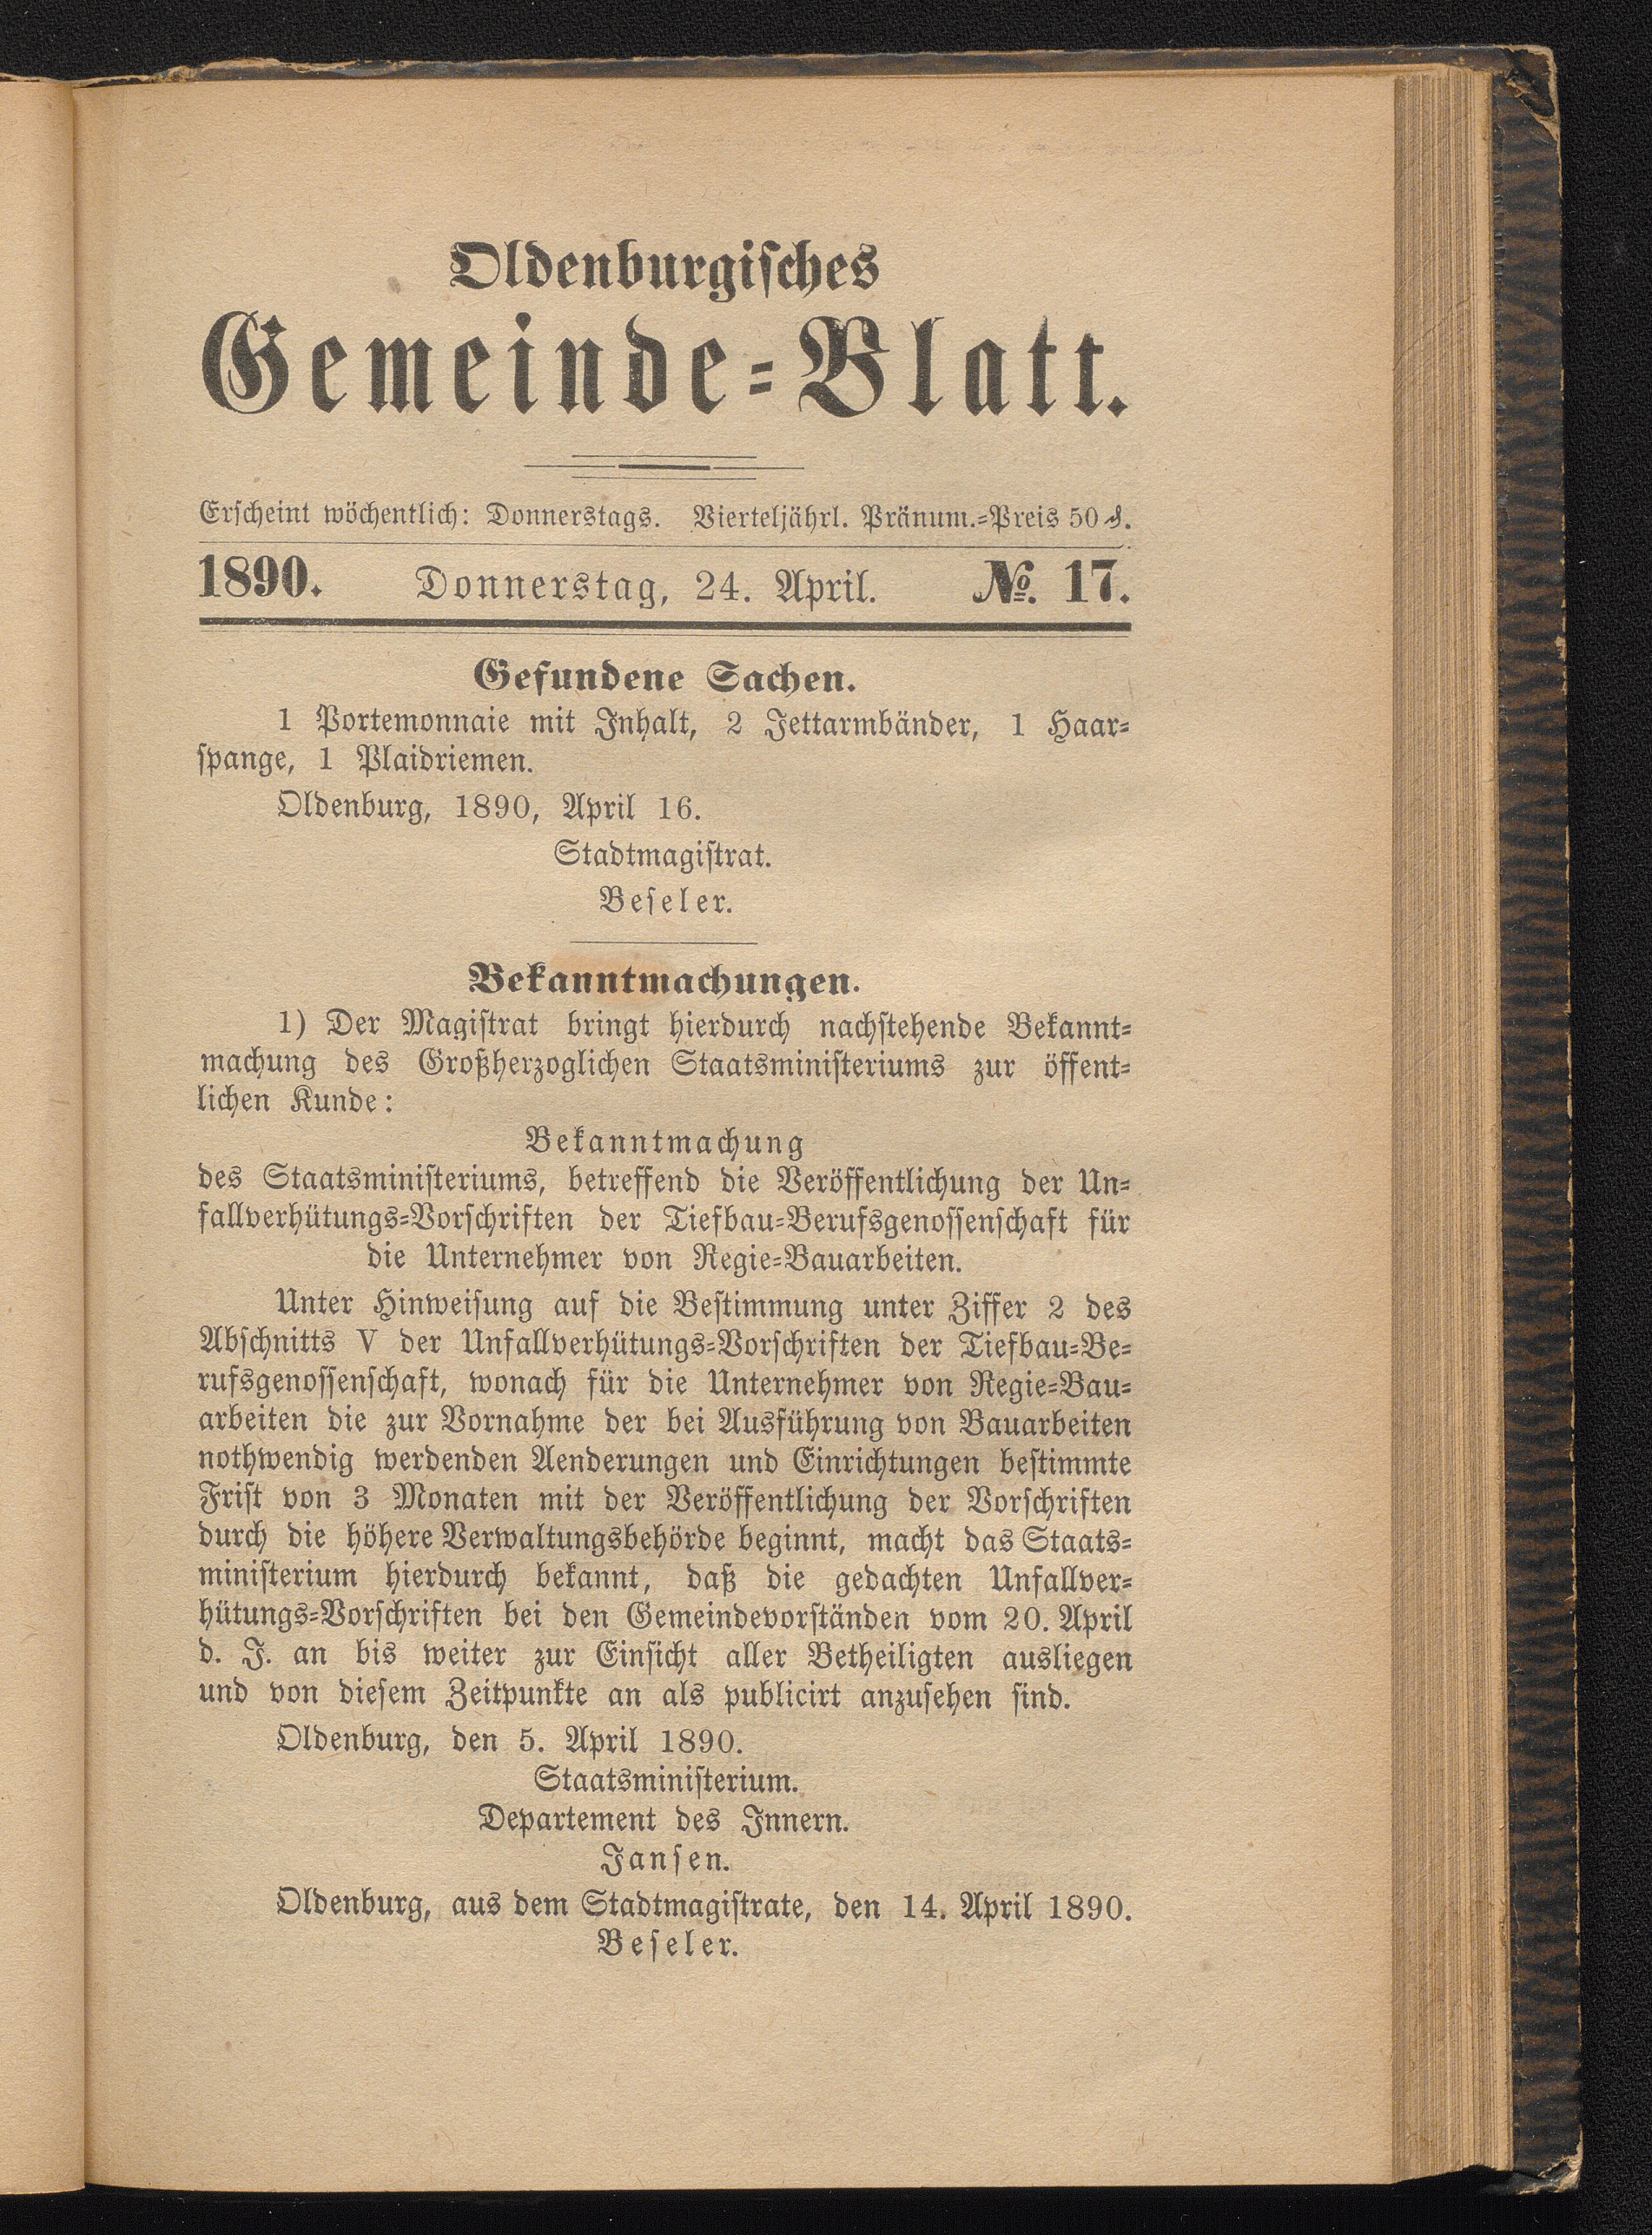 Oldenburgisches
Gemeinde-Blatt.
Erscheint wöchentlich: Donnerstags. Vierteljährl. Pränum.-Preis 50 ₰.
1890. Donnerstag, 24. April. No. 17.
Gefundene Sachen.
1 Portemonnaie mit Inhalt, 2 Jettarmbänder, 1 Haar-
spange, 1 Plaidriemen.
Oldenburg, 1890, April 16.
Stadtmagistrat.
Beseler.
Bekanntmachungen.
1) Der Magistrat bringt hierdurch nachstehende Bekannt-
machung des Großherzoglichen Staatsministeriums zur öffent-
lichen Kunde:
Bekanntmachung
des Staatsministeriums, betreffend die Veröffentlichung der Un-
fallverhütungs-Vorschriften der Tiefbau-Berufsgenossenschaft für
die Unternehmer von Regie-Bauarbeiten.
Unter Hinweisung auf die Bestimmung unter Ziffer 2 des
Abschnitts V der Unfallverhütungs-Vorschriften der Tiefbau-Be-
rufsgenossenschaft, wonach für die Unternehmer von Regie-Bau-
arbeiten die zur Vornahme der bei Ausführung von Bauarbeiten
nothwendig werdenden Aenderungen und Einrichtungen bestimmte
Frist von 3 Monaten mit der Veröffentlichung der Vorschriften
durch die höhere Verwaltungsbehörde beginnt, macht das Staats-
ministerium hierdurch bekannt, daß die gedachten Unfallver-
hütungs-Vorschriften bei den Gemeindevorständen vom 20. April
d. J. an bis weiter zur Einsicht aller Betheiligten ausliegen
und von diesem Zeitpunkte an als publicirt anzusehen sind.
Oldenburg, den 5. April 1890.
Staatsministerium.
Departement des Innern.
Jansen.
Oldenburg, aus dem Stadtmagistrate, den 14. April 1890.
Beseler.